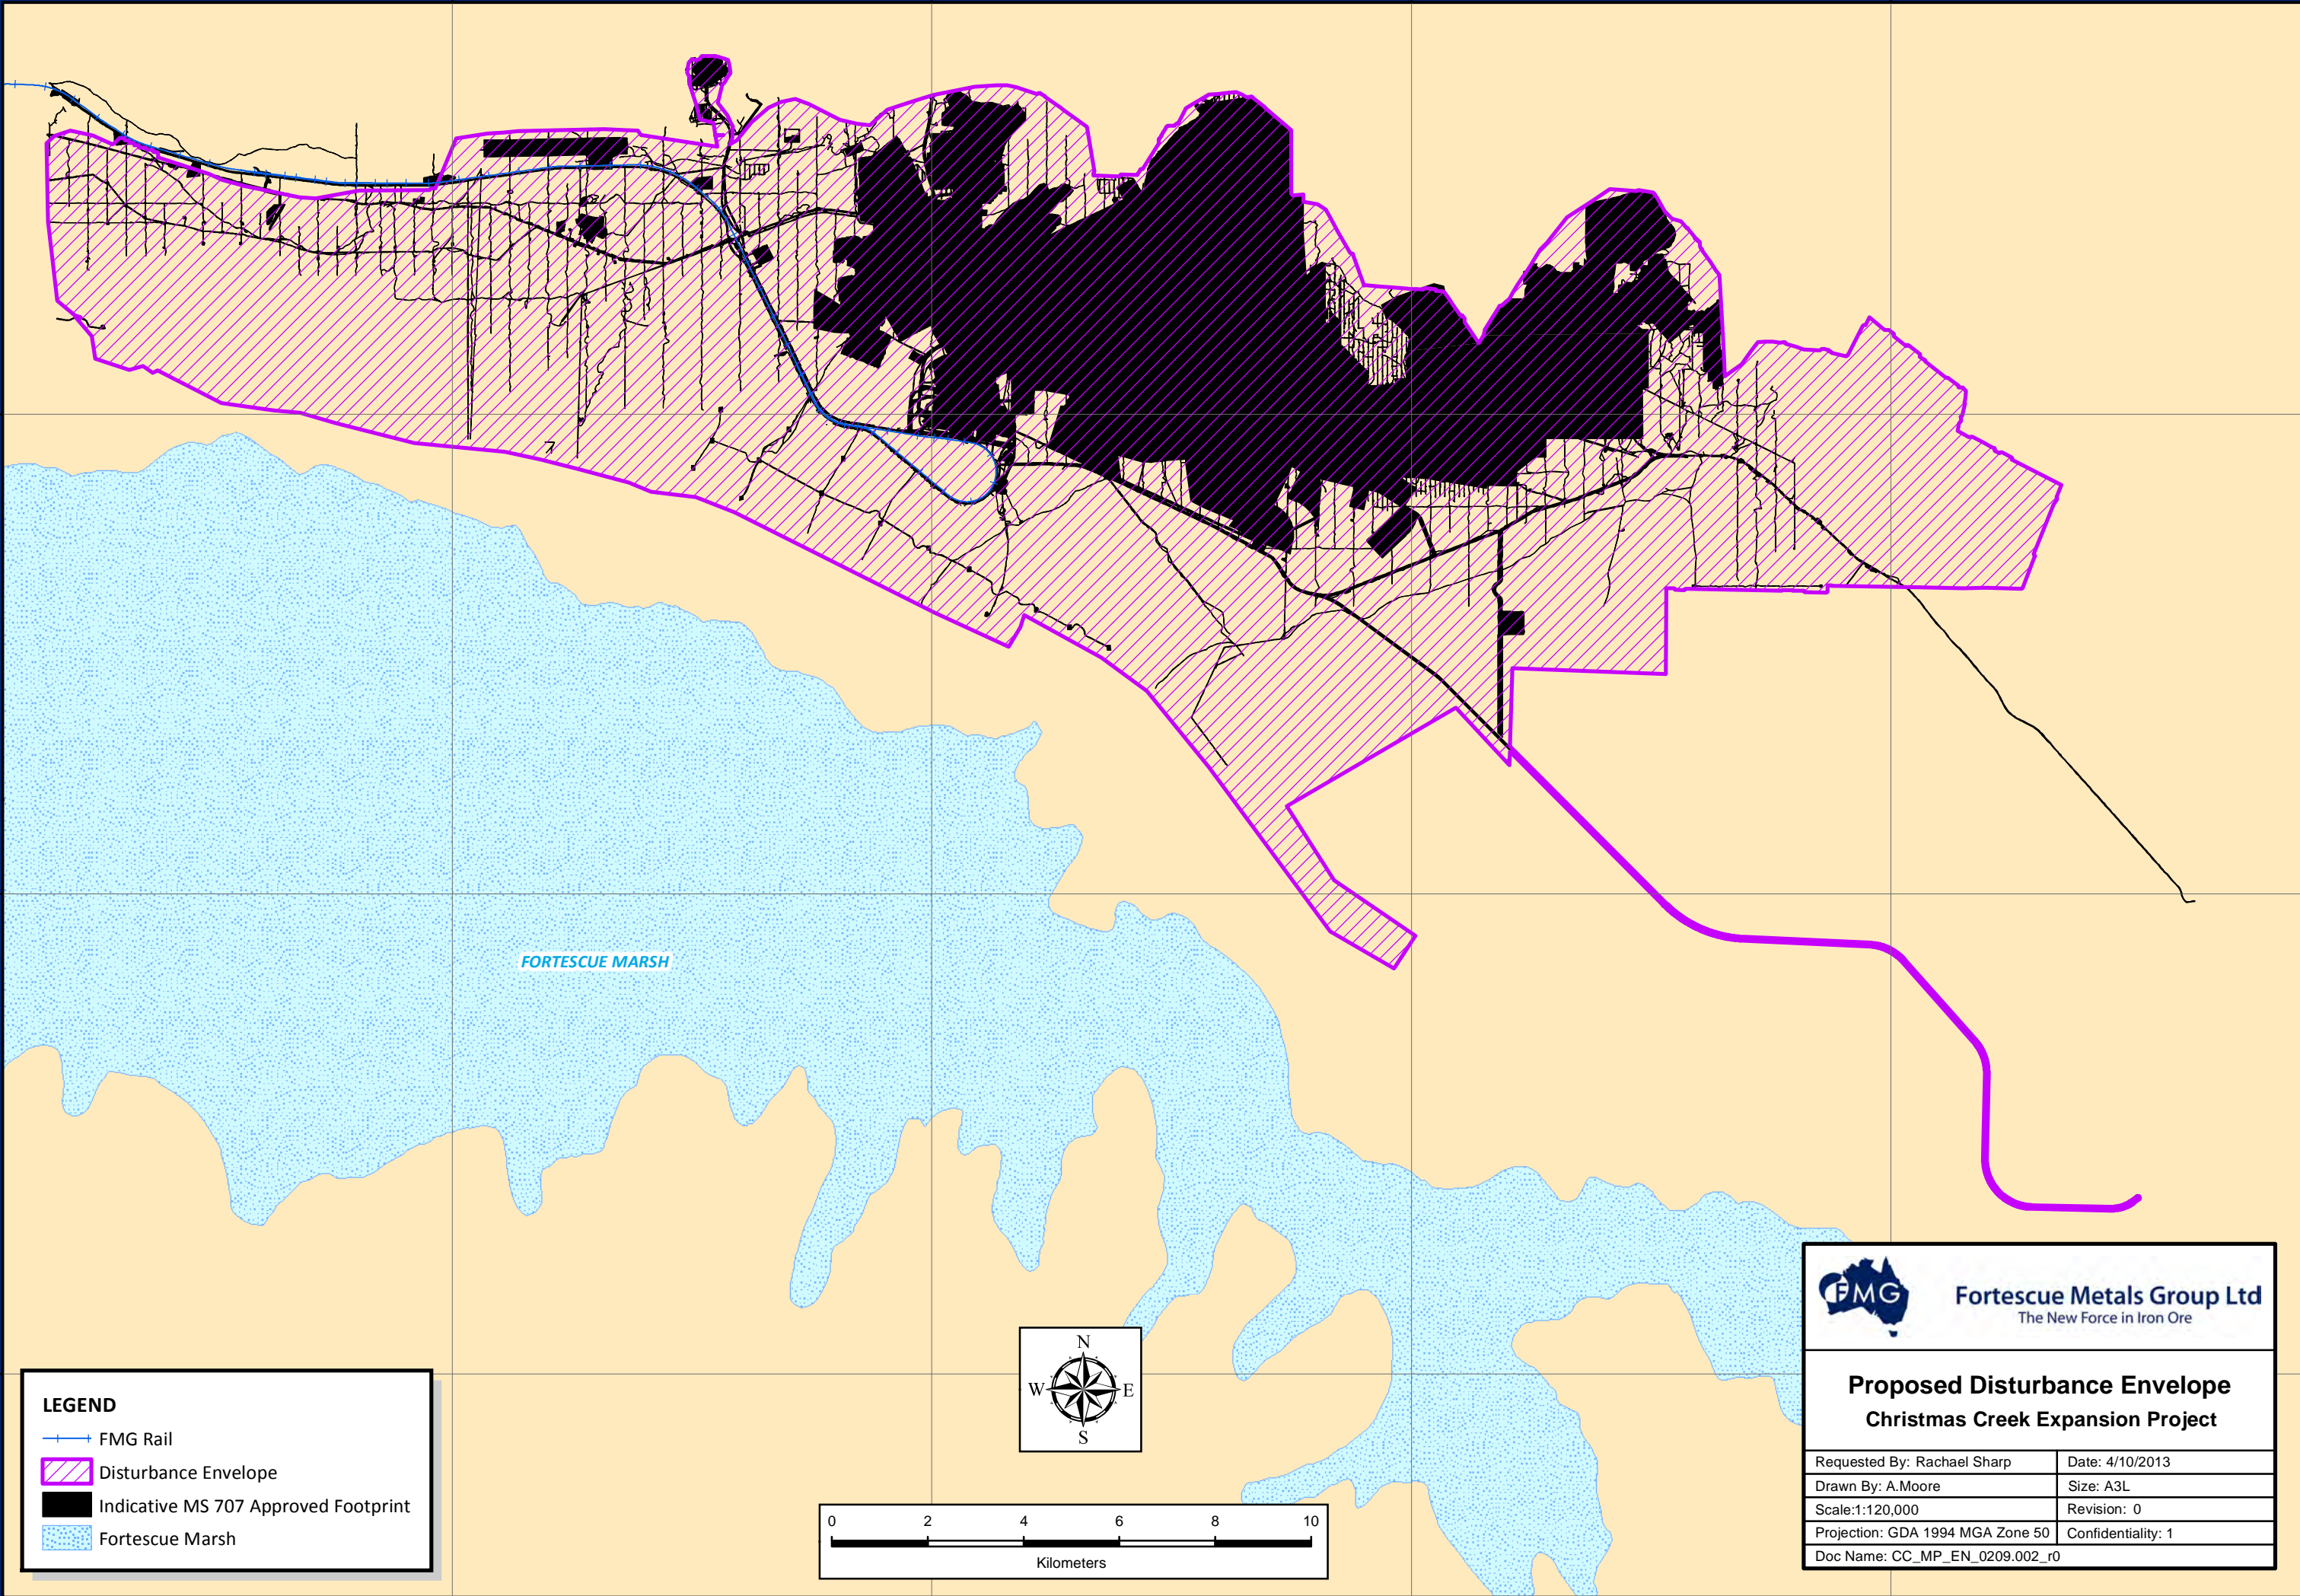 FORTESCUE MARSH
LEGEND
FMG Rail
Disturbance Envelope
Indicative MS 707 Approved Footprint
Fortescue Marsh
N
W E
S
0 2 4 6 8 10
Kilometers
FMG
Fortescue Metals Group Ltd
The New Force in Iron Ore
Proposed Disturbance Envelope
Christmas Creek Expansion Project
Requested By: Rachael Sharp Date: 4/10/2013
Drawn By: A.Moore Size: A3L
Scale:1:120,000 Revision: 0
Projection: GDA 1994 MGA Zone 50 Confidentiality: 1
Doc Name: CC_MP_EN_0209.002_r0